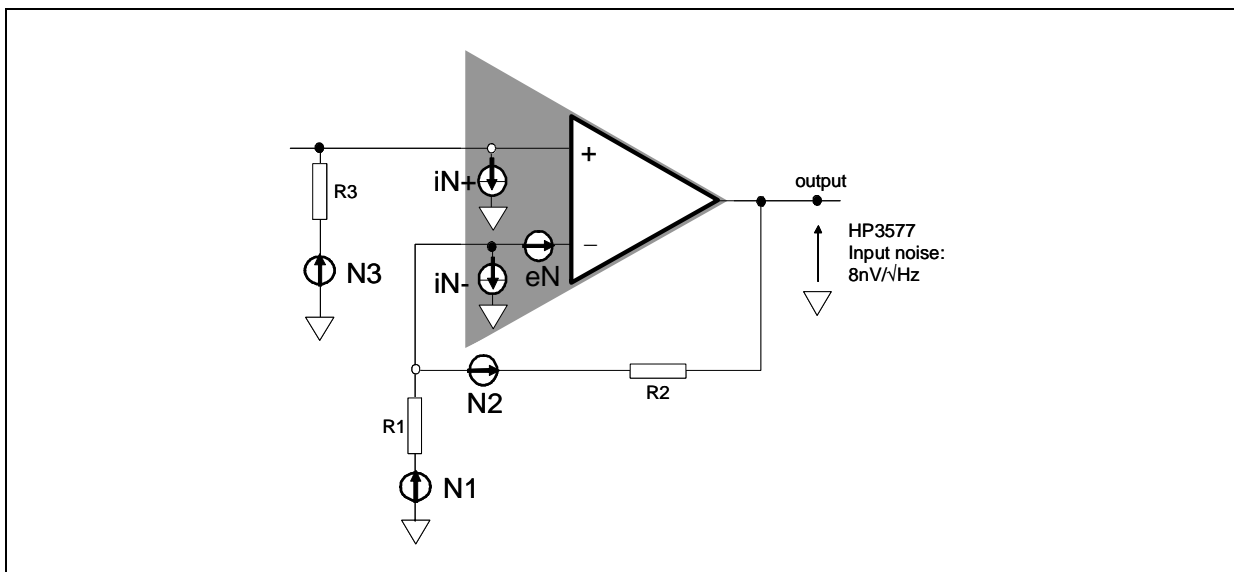 +
output
R3
iN+
HP3577
Input noise:
8nV/√Hz
−
N3
iN-
eN
R2
N2
R1
N1